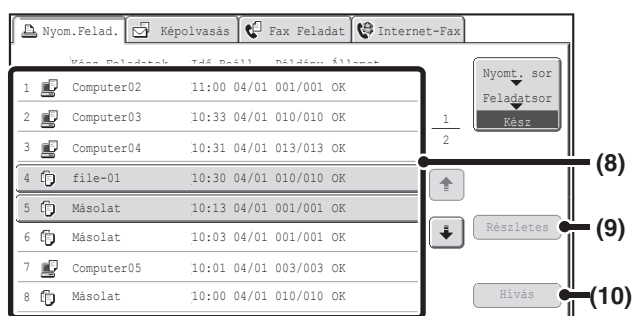 Nyom.Felad. Képolvasás Fax Feladat Internet-Fax
Kész Feladatok Idő Beáll. Példány Állapot
1 Computer02 11:00 04/01 001/001 OK
2 Computer03 10:33 04/01 010/010 OK
3 Computer04 10:31 04/01 013/013 OK
4 file-01 10:30 04/01 010/010 OK
5 Másolat 10:13 04/01 001/001 OK
6 Másolat 10:03 04/01 001/001 OK
7 Computer05 10:01 04/01 003/003 OK
8 Másolat 10:00 04/01 010/010 OK
1
2
Nyomt. sor
Feladatsor
Kész
Részletes
Hívás
(8)
(9)
(10)